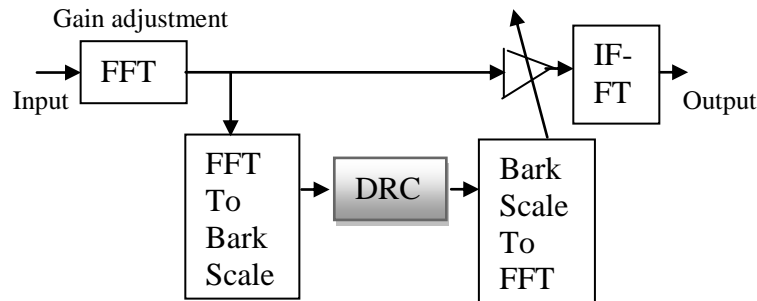 Gain adjustment
FFT
Input
IF-
FT
Output
FFT
To
Bark
Scale
DRC
Bark
Scale
To
FFT